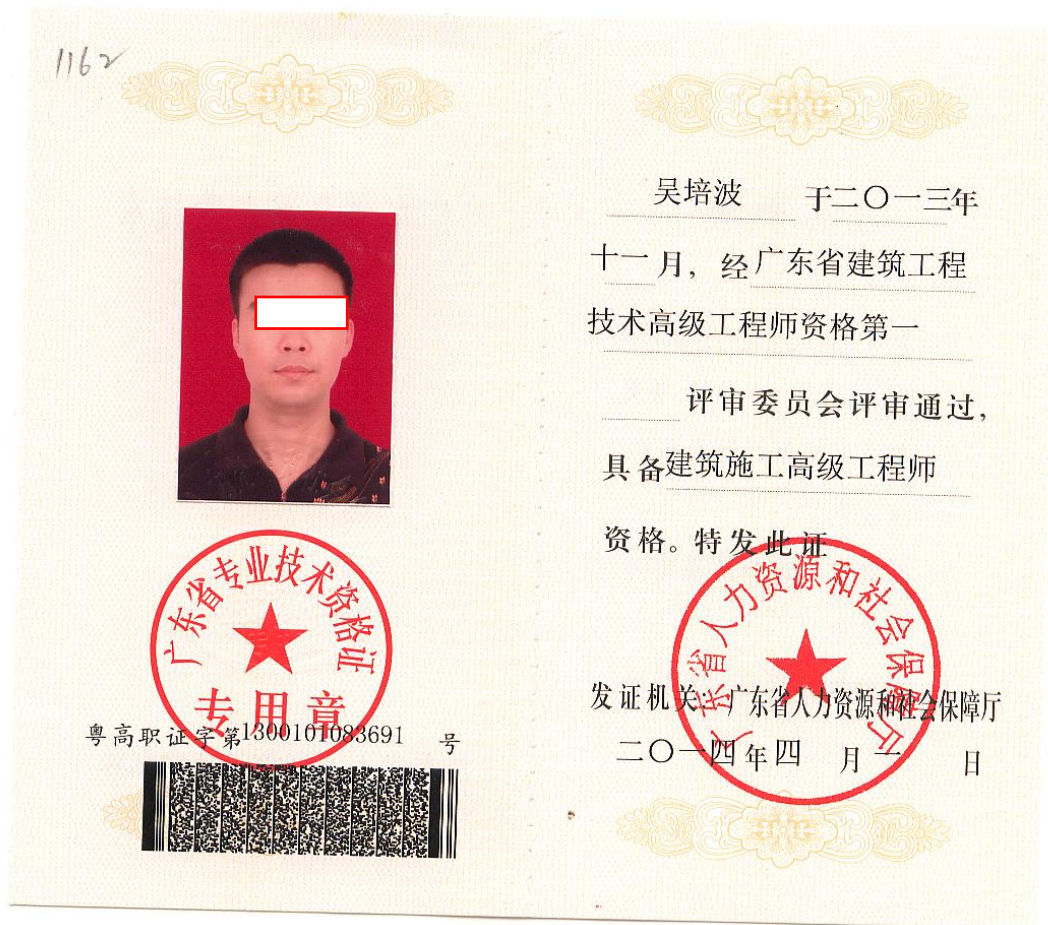 1162
广东省专业技术资格证
专用章
粤高职证字第1300101083691 号
吴培波 于二〇一三年
十一月，经广东省建筑工程
技术高级工程师资格第一
评审委员会评审通过，
具备建筑施工高级工程师
资格。特发此证
广东省人力资源和社会保障厅
发证机关：广东省人力资源和社会保障厅
二〇一四年四 月一 日